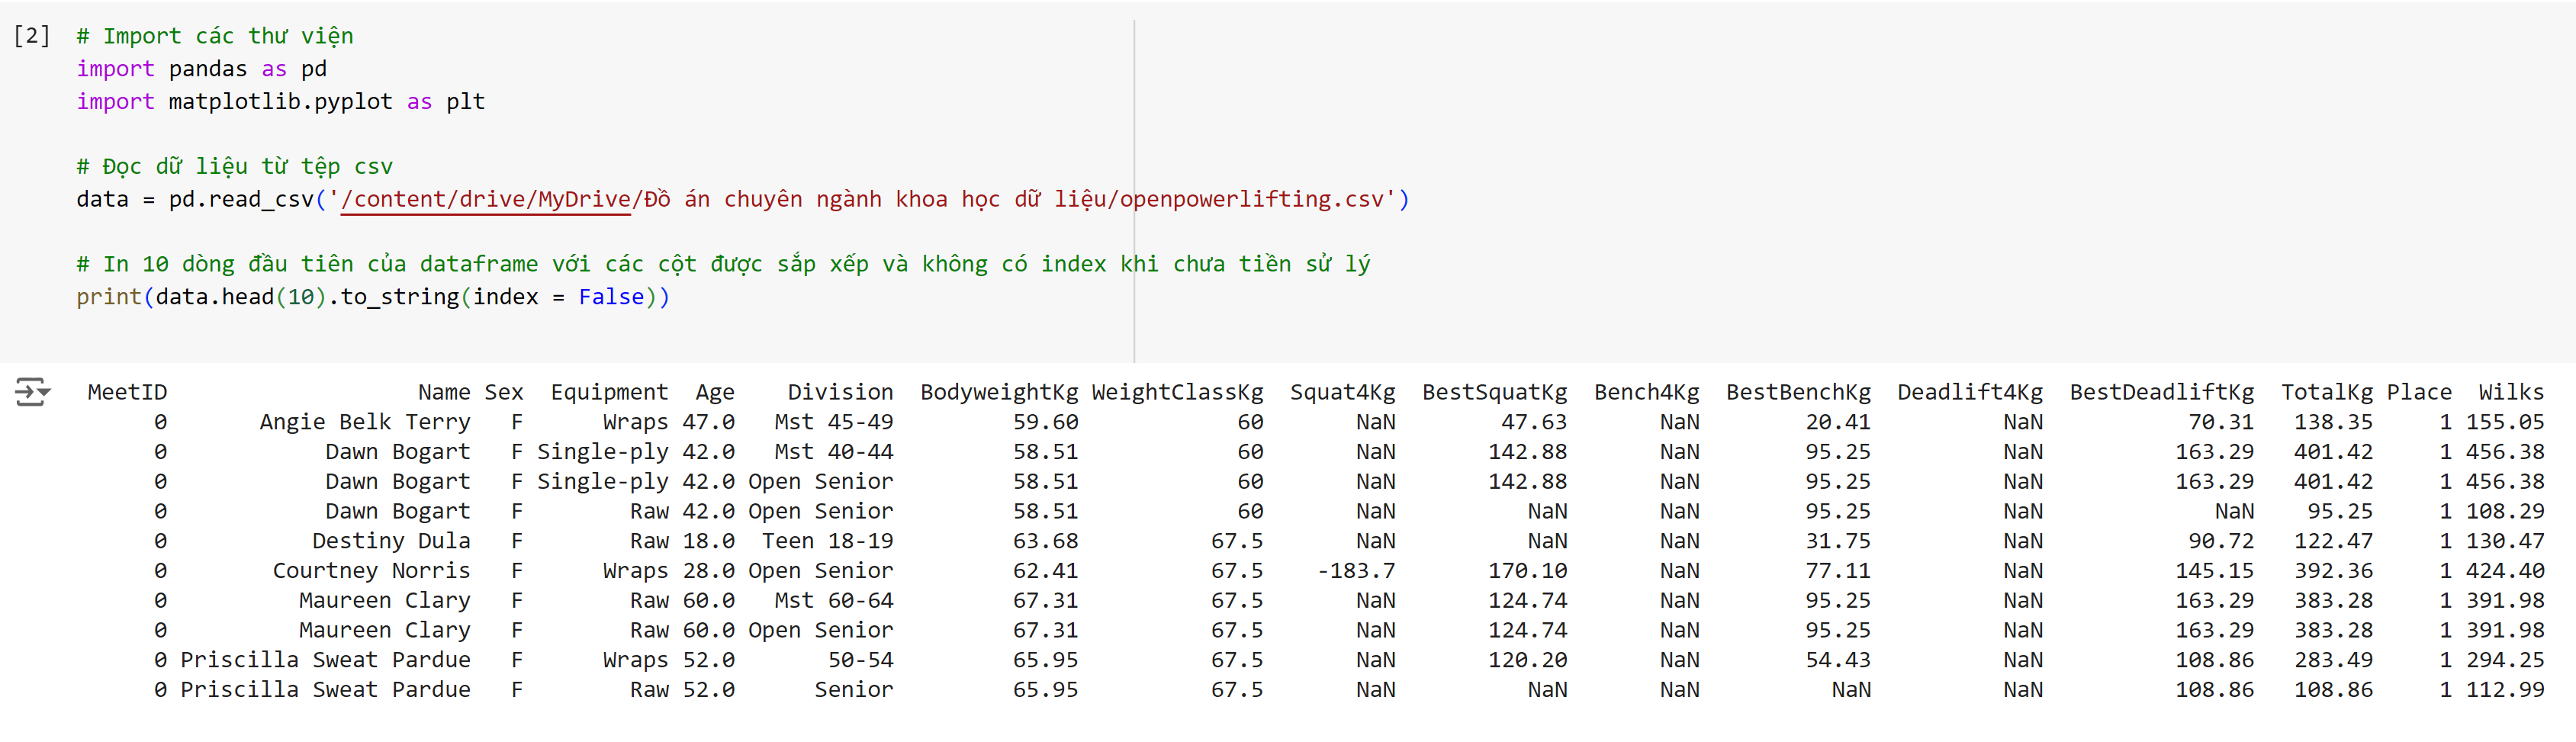 [2] # Import các thư viện
import pandas as pd
import matplotlib.pyplot as plt
# Đọc dữ liệu từ tệp csv
data = pd.read_csv('/content/drive/MyDrive/Đồ án chuyên ngành khoa học dữ liệu/openpowerlifting.csv')
# In 10 dòng đầu tiên của dataframe với các cột được sắp xếp và không có index khi chưa tiền sử lý
print(data.head(10).to_string(index = False))
MeetID Name Sex Equipment Age Division BodyweightKg WeightClassKg Squat4Kg BestSquatKg Bench4Kg BestBenchKg Deadlift4Kg BestDeadliftKg TotalKg Place Wilks
0 Angie Belk Terry F Wraps 47.0 Mst 45-49 59.60 60 NaN 47.63 NaN 20.41 NaN 70.31 138.35 1 155.05
0 Dawn Bogart F Single-ply 42.0 Mst 40-44 58.51 60 NaN 142.88 NaN 95.25 NaN 163.29 401.42 1 456.38
0 Dawn Bogart F Single-ply 42.0 Open Senior 58.51 60 NaN 142.88 NaN 95.25 NaN 163.29 401.42 1 456.38
0 Dawn Bogart F Raw 42.0 Open Senior 58.51 60 NaN NaN NaN 95.25 NaN NaN 95.25 1 108.29
0 Destiny Dula F Raw 18.0 Teen 18-19 63.68 67.5 NaN NaN NaN 31.75 NaN 90.72 122.47 1 130.47
0 Courtney Norris F Wraps 28.0 Open Senior 62.41 67.5 -183.7 170.10 NaN 77.11 NaN 145.15 392.36 1 424.40
0 Maureen Clary F Raw 60.0 Mst 60-64 67.31 67.5 NaN 124.74 NaN 95.25 NaN 163.29 383.28 1 391.98
0 Maureen Clary F Raw 60.0 Open Senior 67.31 67.5 NaN 124.74 NaN 95.25 NaN 163.29 383.28 1 391.98
0 Priscilla Sweat Pardue F Wraps 52.0 50-54 65.95 67.5 NaN 120.20 NaN 54.43 NaN 108.86 283.49 1 294.25
0 Priscilla Sweat Pardue F Raw 52.0 Senior 65.95 67.5 NaN NaN NaN NaN NaN 108.86 108.86 1 112.99